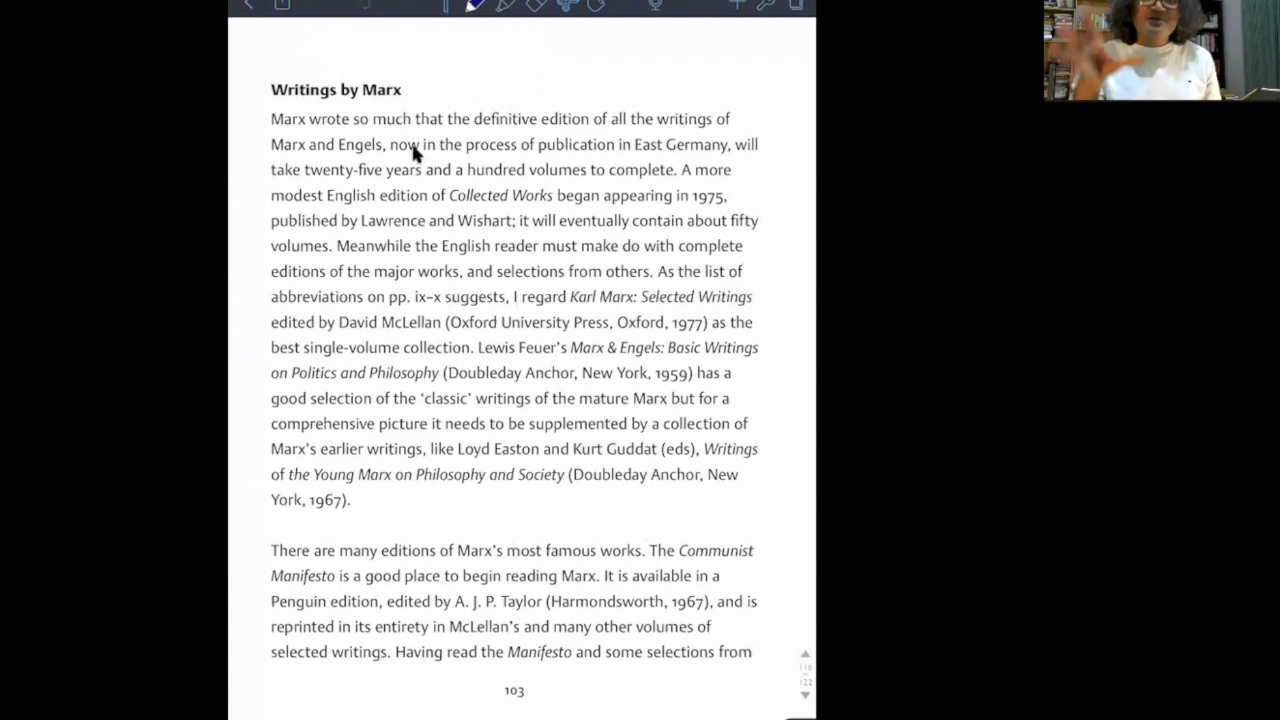 Writings by Marx
Marx wrote so much that the definitive edition of all the writings of
Marx and Engels, now in the process of publication in East Germany, will
take twenty-five years and a hundred volumes to complete. A more
modest English edition of Collected Works began appearing in 1975,
published by Lawrence and Wishart; it will eventually contain about fifty
volumes. Meanwhile the English reader must make do with complete
editions of the major works, and selections from others. As the list of
abbreviations on pp. ix–x suggests, I regard Karl Marx: Selected Writings
edited by David McLellan (Oxford University Press, Oxford, 1977) as the
best single-volume collection. Lewis Feuer's Marx & Engels: Basic Writings
on Politics and Philosophy (Doubleday Anchor, New York, 1959) has a
good selection of the ‘classic’ writings of the mature Marx but for a
comprehensive picture it needs to be supplemented by a collection of
Marx's earlier writings, like Loyd Easton and Kurt Guddat (eds), Writings
of the Young Marx on Philosophy and Society (Doubleday Anchor, New
York, 1967).
There are many editions of Marx's most famous works. The Communist
Manifesto is a good place to begin reading Marx. It is available in a
Penguin edition, edited by A. J. P. Taylor (Harmondsworth, 1967), and is
reprinted in its entirety in McLellan's and many other volumes of
selected writings. Having read the Manifesto and some selections from
103
116
122